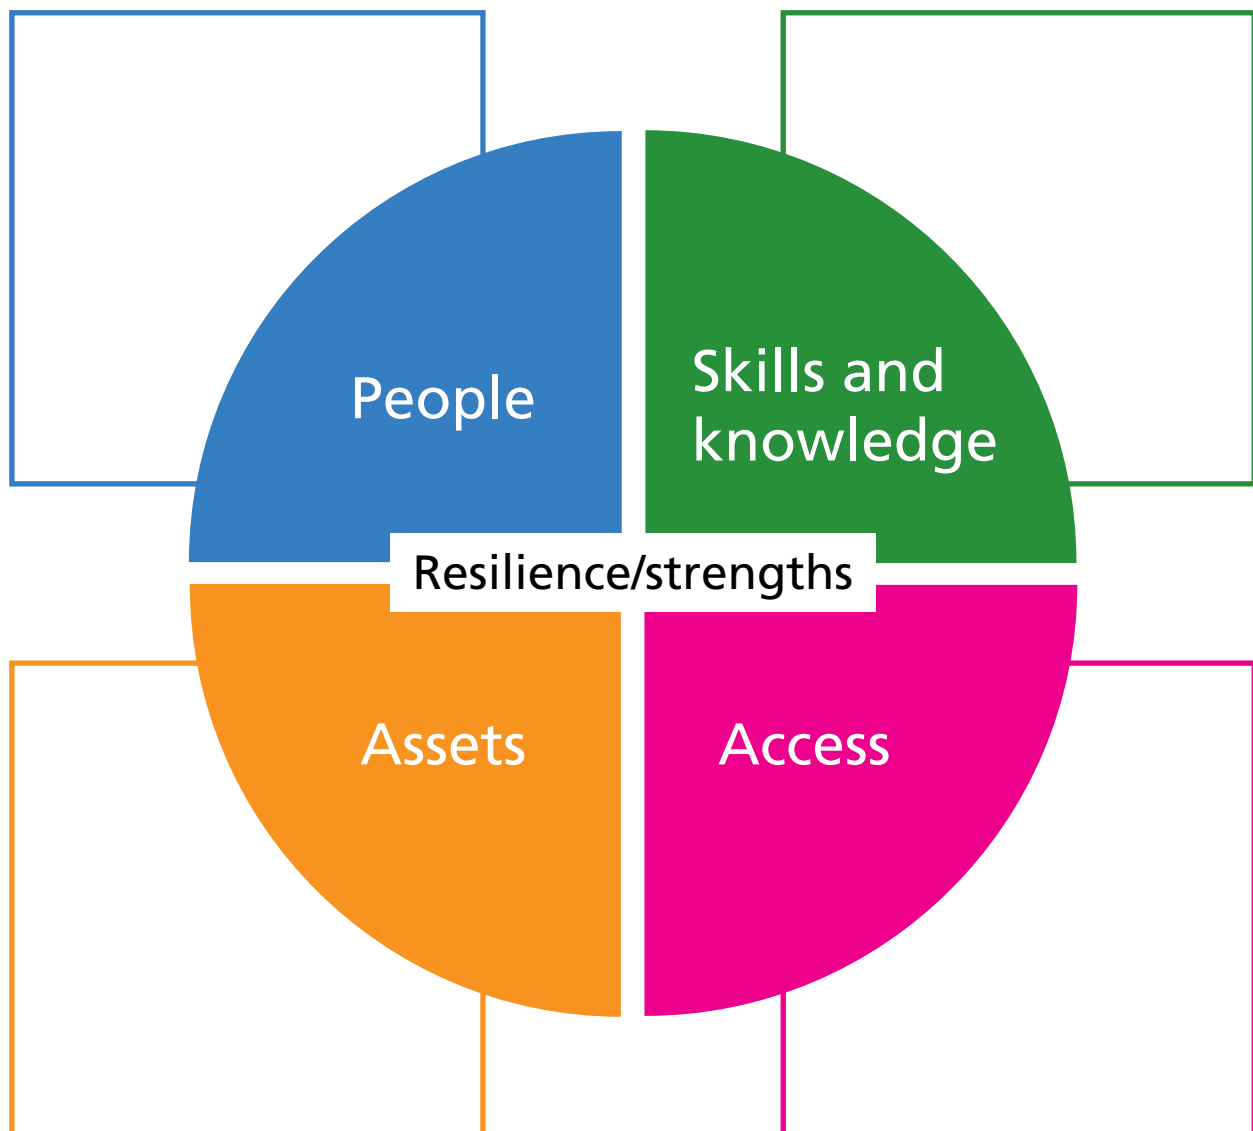 People
Skills and
knowledge
Resilience/strengths
Assets
Access